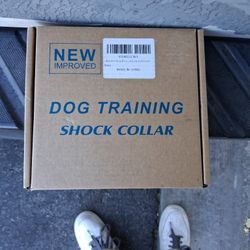 NEW
IMPROVED
DOG TRAINING
SHOCK COLLAR